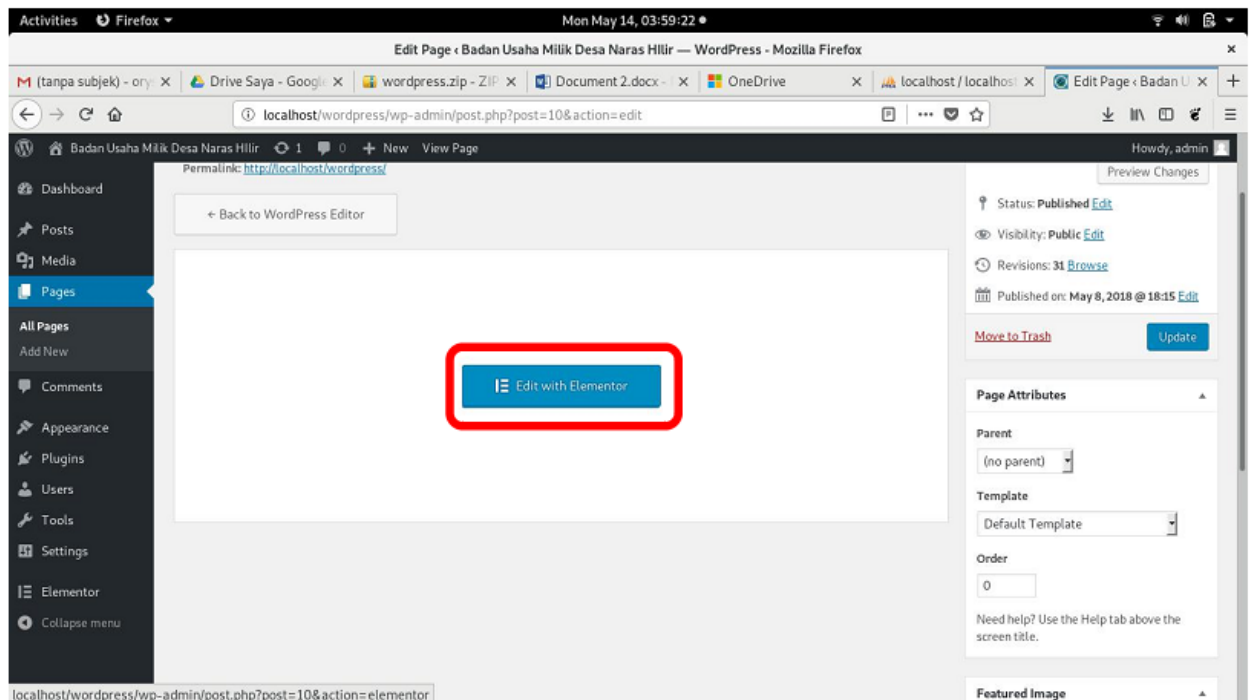 Activities Firefox Mon May 14, 03:59:22
Edit Page ‹ Badan Usaha Milik Desa Naras HIlir — WordPress - Mozilla Firefox
(tanpa subjek) - ory Drive Saya - Google wordpress.zip - ZIP Document 2.docx - OneDrive localhost / localhost Edit Page ‹ Badan U
localhost/wordpress/wp-admin/post.php?post=10&action=edit
Badan Usaha Milik Desa Naras HIlir 1 0 New View Page Howdy, admin
Permalink: http://localhost/wordpress/
Preview Changes
Dashboard
← Back to WordPress Editor
Status: Published Edit
Posts
Visibility: Public Edit
Media
Revisions: 31 Browse
Pages
Published on: May 8, 2018 @ 18:15 Edit
All Pages
Move to Trash Update
Add New
Edit with Elementor
Comments
Page Attributes
Appearance
Parent
Plugins
(no parent)
Users
Template
Tools
Default Template
Settings
Order
Elementor
0
Collapse menu
Need help? Use the Help tab above the
screen title.
localhost/wordpress/wp-admin/post.php?post=10&action=elementor
Featured Image